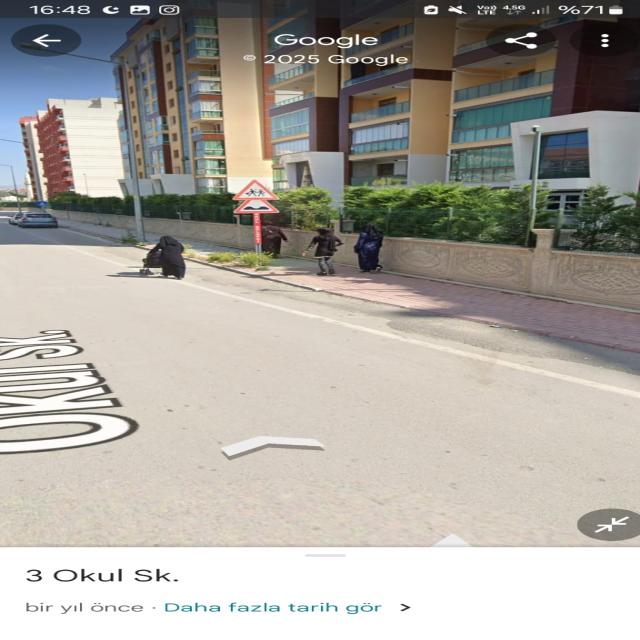 16:48
Vo)) 4.5G
LTE
%71
Google
© 2025 Google
Okul Sk.
3 Okul Sk.
bir yıl önce · Daha fazla tarih gör >